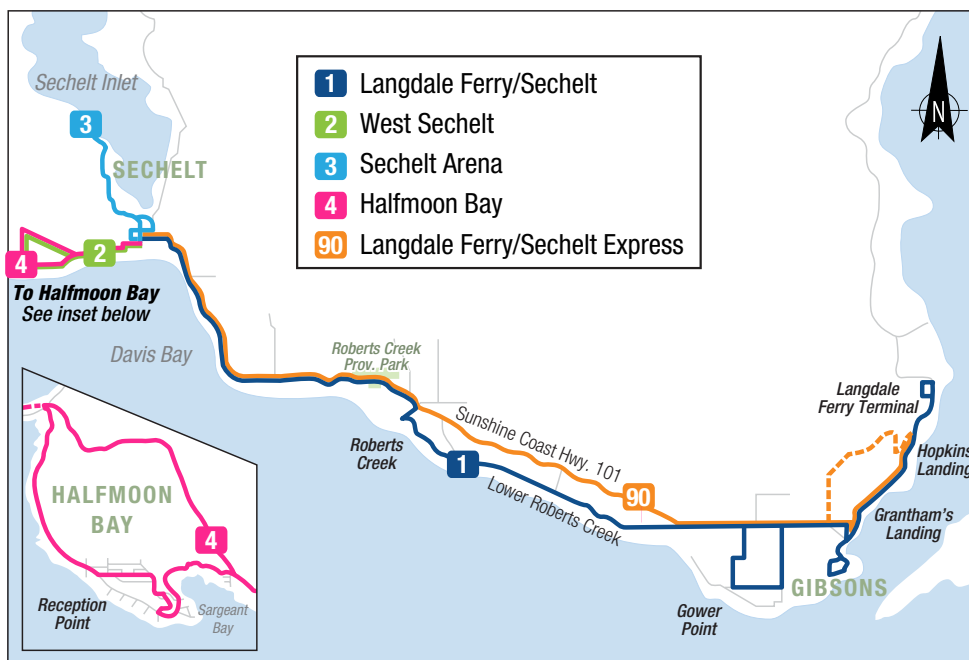 Sechelt Inlet
3
SECHELT
2
4
To Halfmoon Bay
See inset below
Davis Bay
1 Langdale Ferry/Sechelt
2 West Sechelt
3 Sechelt Arena
4 Halfmoon Bay
90 Langdale Ferry/Sechelt Express
N
Roberts Creek
Prov. Park
Roberts
Creek
Sunshine Coast Hwy. 101
1
Lower Roberts Creek
90
Langdale
Ferry Terminal
Hopkins
Landing
Grantham's
Landing
GIBSONS
Gower
Point
HALFMOON
BAY
4
Reception
Point
Sargeant
Bay